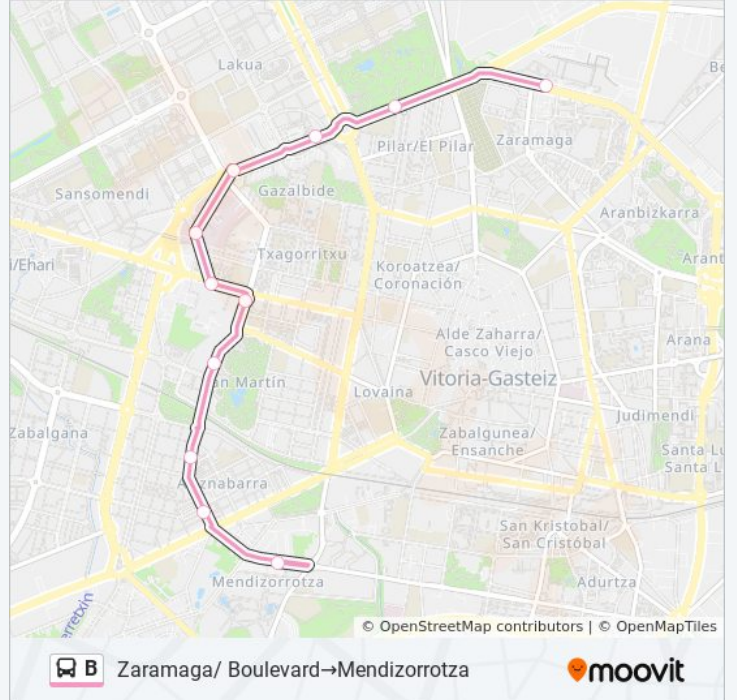 Lakua
Be
Pilar/El Pilar
Zaramaga
Sansomendi
Gazalbide
Aranbizkarra
i/Ehari
Txagorritxu
Arant
Koroatzea/
Coronación
Alde Zaharra/
Casco Viejo
Arana
an Martín
Vitoria-Gasteiz
Lovaina
Judimendi
Zabalgana
Zabalgunea/
Ensanche
Santa Lu
Santa L
A
iznabarra
San Kristobal/
San Cristóbal
Mendizorrotza
Adurtza
erretxin
© OpenStreetMap contributors | © OpenMapTiles
B Zaramaga/ Boulevard→Mendizorrotza
moovit